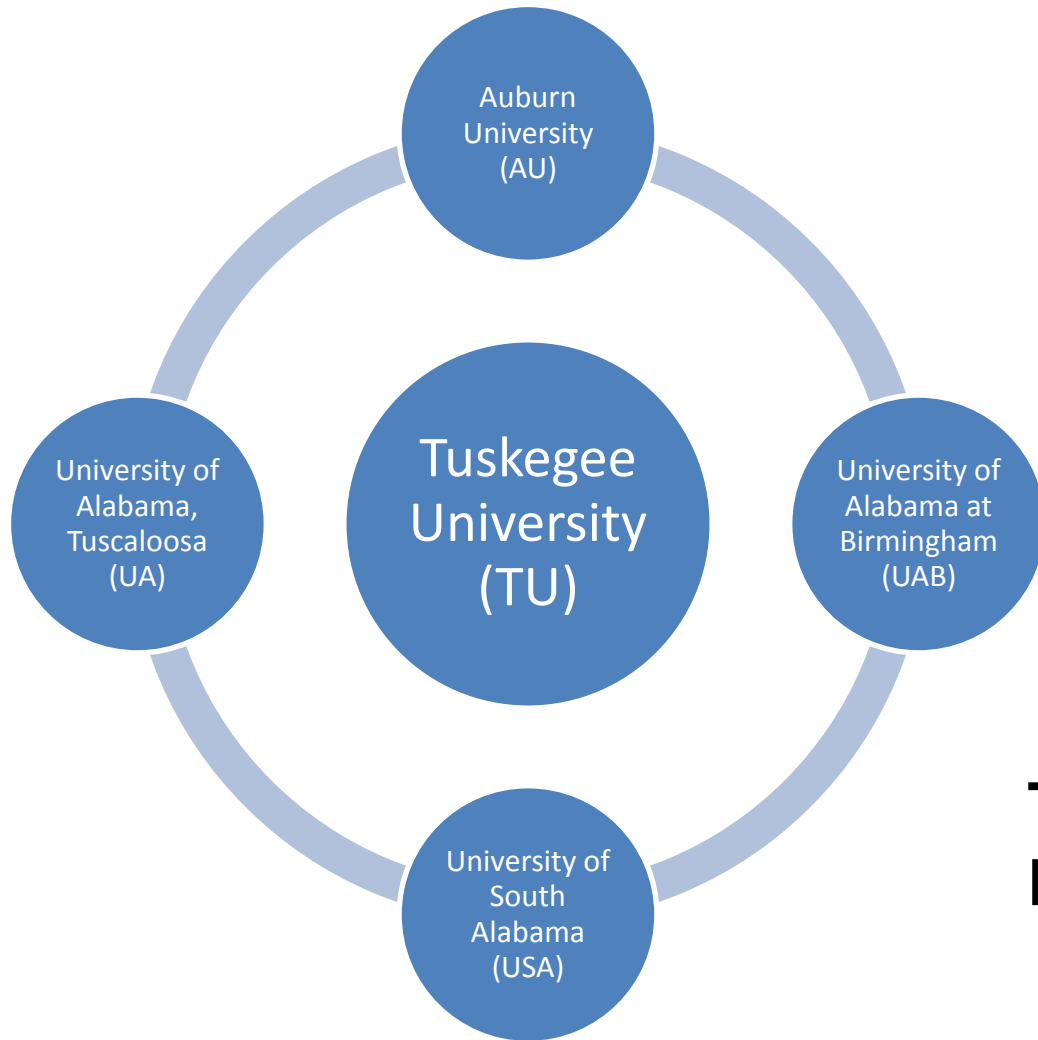 Auburn
University
(AU)
University of
Alabama,
Tuscaloosa
(UA)
Tuskegee
University
(TU)
University of
Alabama at
Birmingham
(UAB)
University of
South
Alabama
(USA)